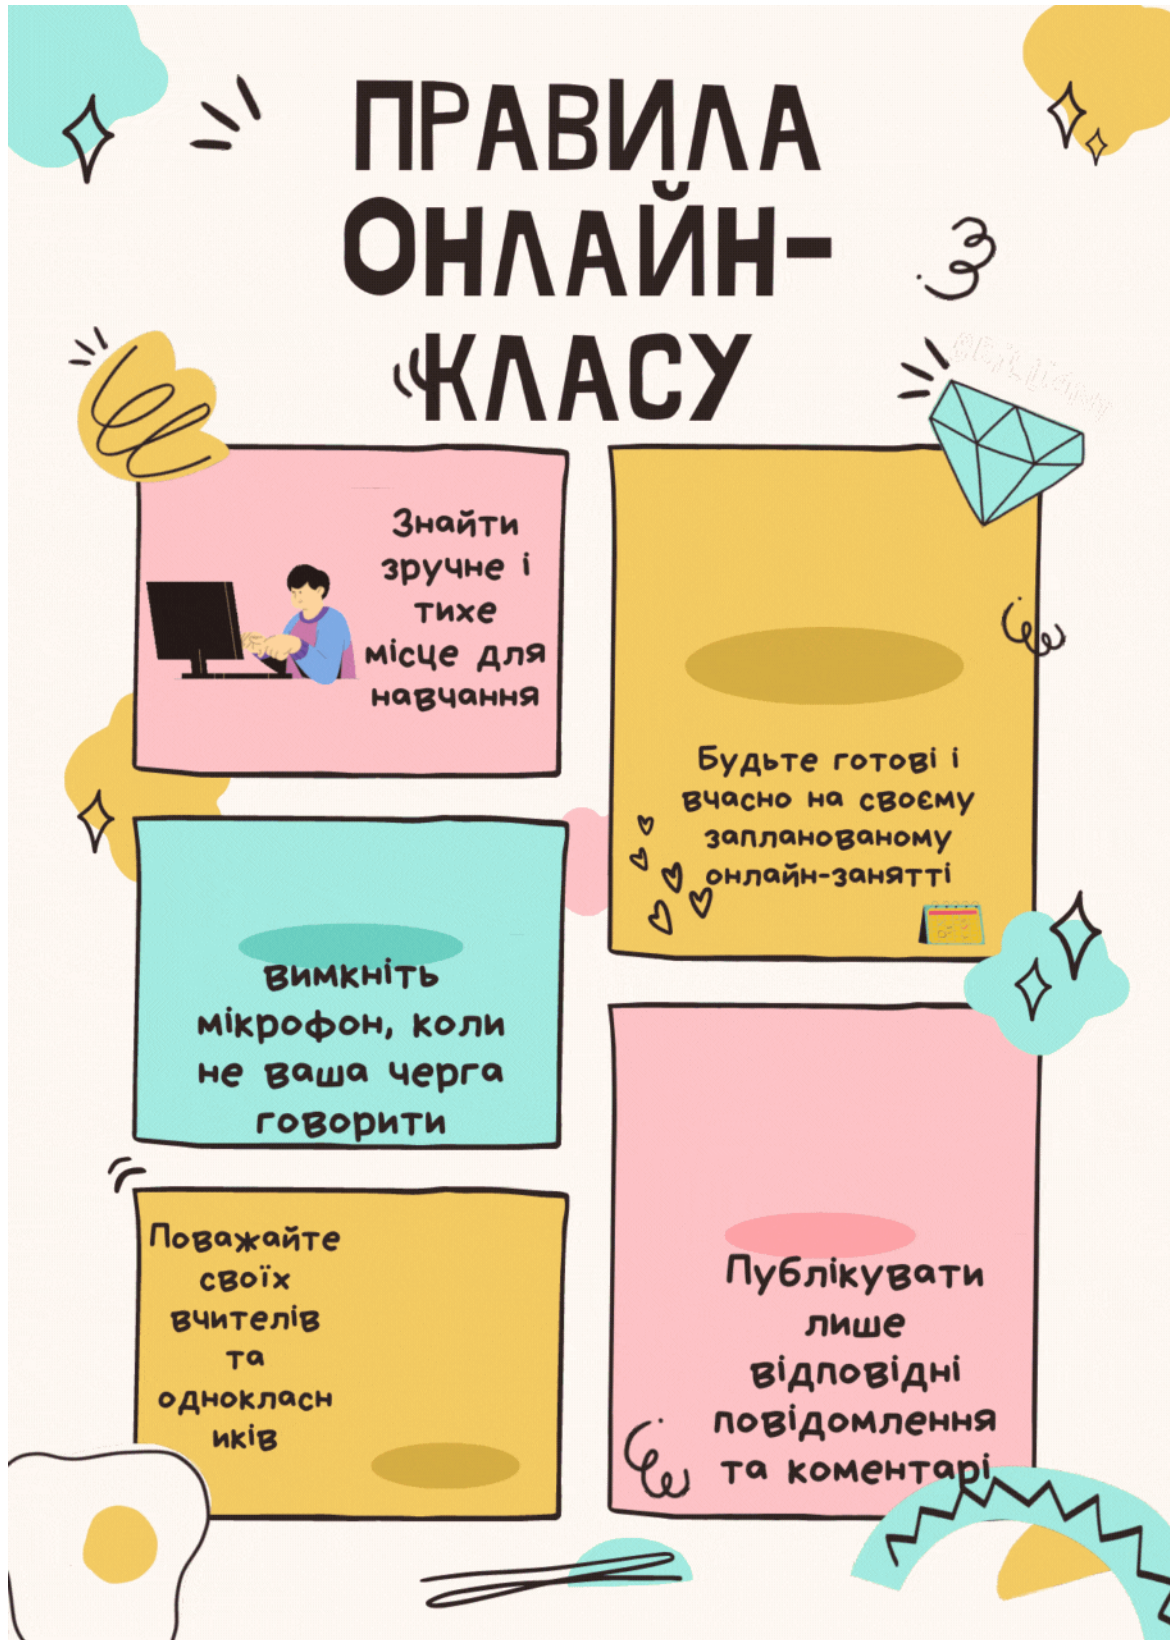 ПРАВИЛА
ОНЛАЙН-
КЛАСУ
Знайти
зручне і
тихе
місце для
навчання
Будьте готові і
вчасно на своєму
запланованому
онлайн-занятті
вимкніть
мікрофон, коли
не ваша черга
говорити
Поважайте
своїх
вчителів
та
однокласн
иків
Публікувати
лише
відповідні
повідомлення
та коментарі